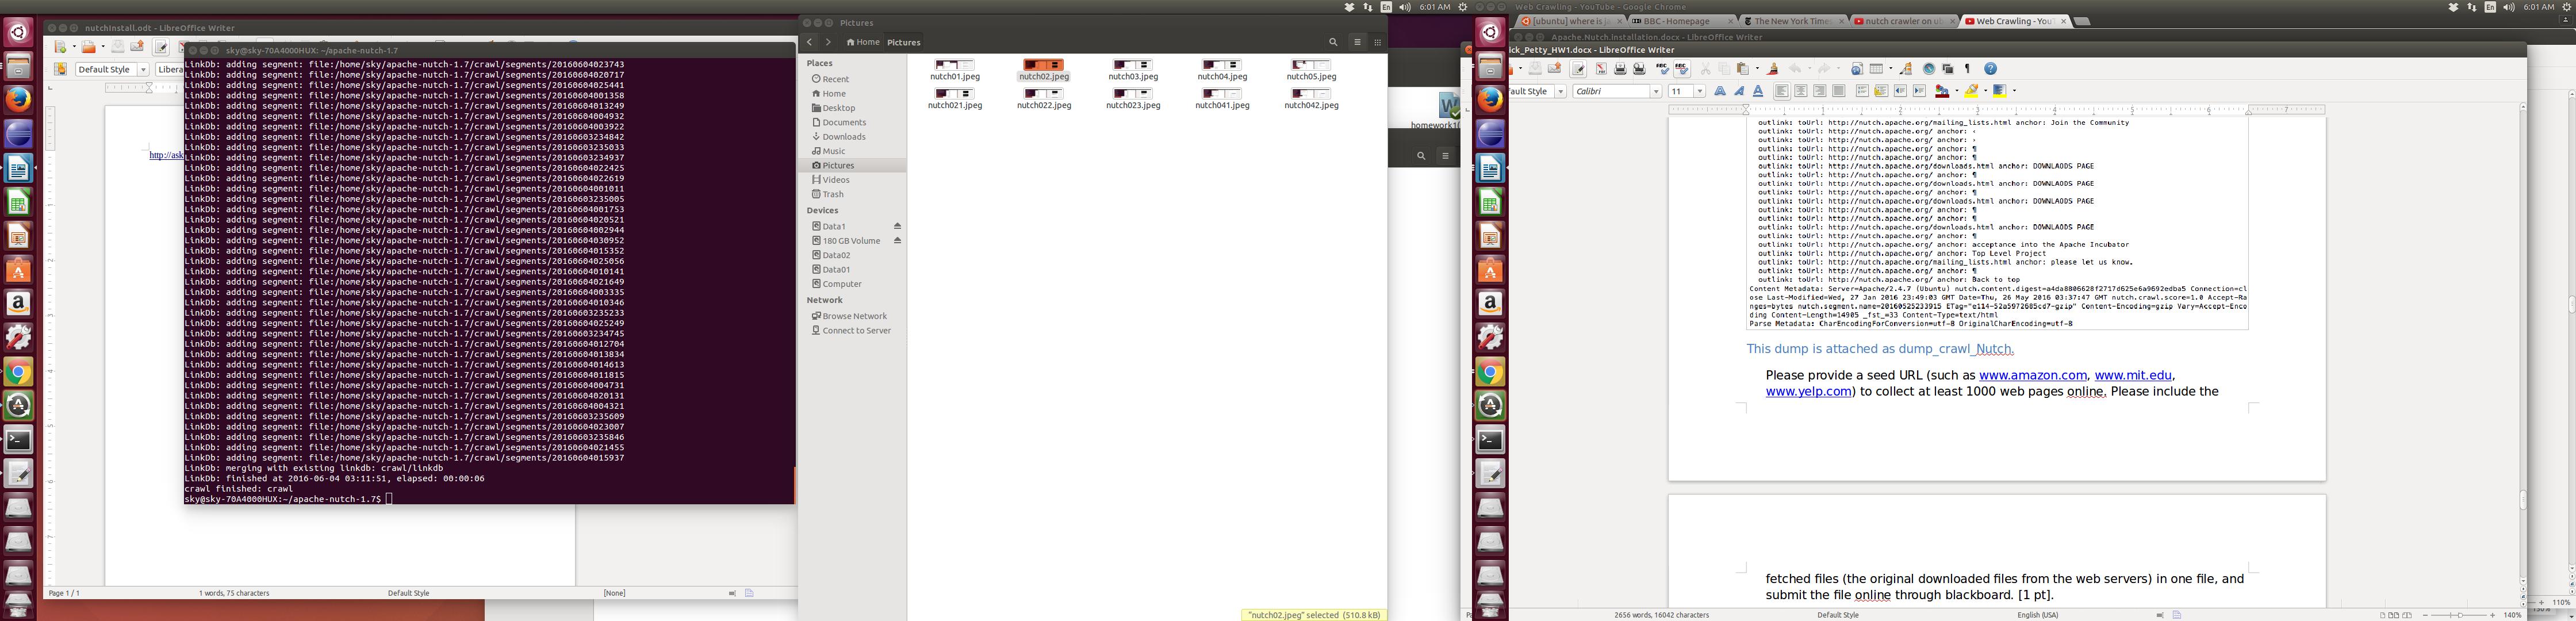 nutchInstall.odt - LibreOffice Writer
Default Style
Libera
http://ask
Page 1 / 1
1 words, 75 characters
Default Style
[None]
sky@sky-70A4000HUX: ~/apache-nutch-1.7
LinkDb: adding segment: file:/home/sky/apache-nutch-1.7/crawl/segments/20160604023743
LinkDb: adding segment: file:/home/sky/apache-nutch-1.7/crawl/segments/20160604020717
LinkDb: adding segment: file:/home/sky/apache-nutch-1.7/crawl/segments/20160604025441
LinkDb: adding segment: file:/home/sky/apache-nutch-1.7/crawl/segments/20160604001358
LinkDb: adding segment: file:/home/sky/apache-nutch-1.7/crawl/segments/20160604013249
LinkDb: adding segment: file:/home/sky/apache-nutch-1.7/crawl/segments/20160604004932
LinkDb: adding segment: file:/home/sky/apache-nutch-1.7/crawl/segments/20160604003922
LinkDb: adding segment: file:/home/sky/apache-nutch-1.7/crawl/segments/20160603234842
LinkDb: adding segment: file:/home/sky/apache-nutch-1.7/crawl/segments/20160603235033
LinkDb: adding segment: file:/home/sky/apache-nutch-1.7/crawl/segments/20160603234937
LinkDb: adding segment: file:/home/sky/apache-nutch-1.7/crawl/segments/20160604022425
LinkDb: adding segment: file:/home/sky/apache-nutch-1.7/crawl/segments/20160604022619
LinkDb: adding segment: file:/home/sky/apache-nutch-1.7/crawl/segments/20160604001011
LinkDb: adding segment: file:/home/sky/apache-nutch-1.7/crawl/segments/20160603235005
LinkDb: adding segment: file:/home/sky/apache-nutch-1.7/crawl/segments/20160604001753
LinkDb: adding segment: file:/home/sky/apache-nutch-1.7/crawl/segments/20160604020521
LinkDb: adding segment: file:/home/sky/apache-nutch-1.7/crawl/segments/20160604002944
LinkDb: adding segment: file:/home/sky/apache-nutch-1.7/crawl/segments/20160604030952
LinkDb: adding segment: file:/home/sky/apache-nutch-1.7/crawl/segments/20160604015352
LinkDb: adding segment: file:/home/sky/apache-nutch-1.7/crawl/segments/20160604025056
LinkDb: adding segment: file:/home/sky/apache-nutch-1.7/crawl/segments/20160604010141
LinkDb: adding segment: file:/home/sky/apache-nutch-1.7/crawl/segments/20160604021649
LinkDb: adding segment: file:/home/sky/apache-nutch-1.7/crawl/segments/20160604003335
LinkDb: adding segment: file:/home/sky/apache-nutch-1.7/crawl/segments/20160604010346
LinkDb: adding segment: file:/home/sky/apache-nutch-1.7/crawl/segments/20160603235233
LinkDb: adding segment: file:/home/sky/apache-nutch-1.7/crawl/segments/20160604025249
LinkDb: adding segment: file:/home/sky/apache-nutch-1.7/crawl/segments/20160603234745
LinkDb: adding segment: file:/home/sky/apache-nutch-1.7/crawl/segments/20160604012704
LinkDb: adding segment: file:/home/sky/apache-nutch-1.7/crawl/segments/20160604013834
LinkDb: adding segment: file:/home/sky/apache-nutch-1.7/crawl/segments/20160604014613
LinkDb: adding segment: file:/home/sky/apache-nutch-1.7/crawl/segments/20160604011815
LinkDb: adding segment: file:/home/sky/apache-nutch-1.7/crawl/segments/20160604004731
LinkDb: adding segment: file:/home/sky/apache-nutch-1.7/crawl/segments/20160604020131
LinkDb: adding segment: file:/home/sky/apache-nutch-1.7/crawl/segments/20160604004321
LinkDb: adding segment: file:/home/sky/apache-nutch-1.7/crawl/segments/20160603235609
LinkDb: adding segment: file:/home/sky/apache-nutch-1.7/crawl/segments/20160604023007
LinkDb: adding segment: file:/home/sky/apache-nutch-1.7/crawl/segments/20160603235846
LinkDb: adding segment: file:/home/sky/apache-nutch-1.7/crawl/segments/20160604021455
LinkDb: adding segment: file:/home/sky/apache-nutch-1.7/crawl/segments/20160604015937
LinkDb: merging with existing linkdb: crawl/linkdb
LinkDb: finished at 2016-06-04 03:11:51, elapsed: 00:00:06
crawl finished: crawl
sky@sky-70A4000HUX:~/apache-nutch-1.7$
En 6:01 AM
Pictures
Home Pictures
Places
Recent
Home
Desktop
Documents
Downloads
Music
Pictures
Videos
Trash
Devices
Data1
180 GB Volume
Data02
Data01
Computer
Network
Browse Network
Connect to Server
nutch01.jpeg nutch02.jpeg nutch03.jpeg nutch04.jpeg nutch05.jpeg
nutch021.jpeg nutch022.jpeg nutch023.jpeg nutch041.jpeg nutch042.jpeg
"nutch02.jpeg" selected (510.8 kB)
homework1(
Web Crawling - YouTube - Google Chrome
En 6:01 AM
[ubuntu] where is ja
BBC - Homepage
The New York Times
nutch crawler on ub
Web Crawling - YouT
Apache.Nutch.Installation.docx - LibreOffice Writer
ick_Petty_HW1.docx - LibreOffice Writer
fault Style
Calibri
11
outlink: toUrl: http://nutch.apache.org/mailing_lists.html anchor: Join the Community
outlink: toUrl: http://nutch.apache.org/ anchor: ‹
outlink: toUrl: http://nutch.apache.org/ anchor: ›
outlink: toUrl: http://nutch.apache.org/ anchor: ¶
outlink: toUrl: http://nutch.apache.org/ anchor: ¶
outlink: toUrl: http://nutch.apache.org/downloads.html anchor: DOWNLAODS PAGE
outlink: toUrl: http://nutch.apache.org/ anchor: ¶
outlink: toUrl: http://nutch.apache.org/downloads.html anchor: DOWNLAODS PAGE
outlink: toUrl: http://nutch.apache.org/ anchor: ¶
outlink: toUrl: http://nutch.apache.org/downloads.html anchor: DOWNLAODS PAGE
outlink: toUrl: http://nutch.apache.org/ anchor: ¶
outlink: toUrl: http://nutch.apache.org/ anchor: ¶
outlink: toUrl: http://nutch.apache.org/downloads.html anchor: DOWNLAODS PAGE
outlink: toUrl: http://nutch.apache.org/ anchor: ¶
outlink: toUrl: http://nutch.apache.org/ anchor: acceptance into the Apache Incubator
outlink: toUrl: http://nutch.apache.org/ anchor: Top Level Project
outlink: toUrl: http://nutch.apache.org/mailing_lists.html anchor: please let us know.
outlink: toUrl: http://nutch.apache.org/ anchor: ¶
outlink: toUrl: http://nutch.apache.org/ anchor: Back to top
Content Metadata: Server=Apache/2.4.7 (Ubuntu) nutch.content.digest=a4da8806628f2717d625e6a9692edba5 Connection=cl
ose Last-Modified=Wed, 27 Jan 2016 23:49:03 GMT Date=Thu, 26 May 2016 03:37:47 GMT nutch.crawl.score=1.0 Accept-Ra
nges=bytes nutch.segment.name=20160525233915 ETag="e114-52a5972685cd7-gzip" Content-Encoding=gzip Vary=Accept-Enco
ding Content-Length=14905 _fst_=33 Content-Type=text/html
Parse Metadata: CharEncodingForConversion=utf-8 OriginalCharEncoding=utf-8
This dump is attached as dump_crawl_Nutch.
Please provide a seed URL (such as www.amazon.com, www.mit.edu,
www.yelp.com) to collect at least 1000 web pages online. Please include the
fetched files (the original downloaded files from the web servers) in one file, and
submit the file online through blackboard. [1 pt].
2656 words, 16042 characters
Default Style
English (USA)
140%
110%